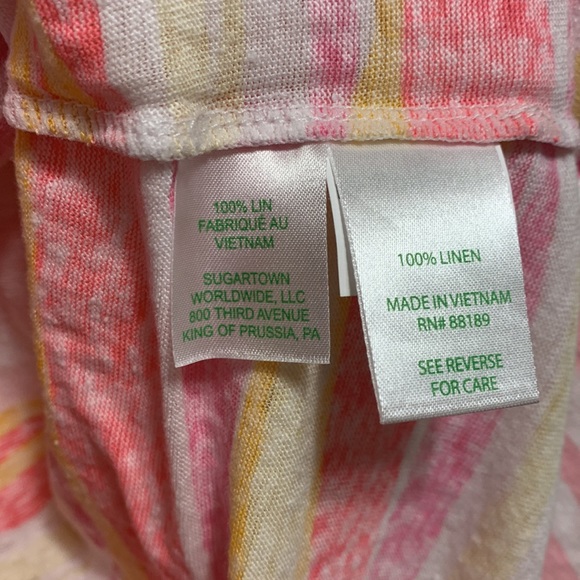 100% LIN
FABRIQUÉ AU
VIETNAM
SUGARTOWN
WORLDWIDE, LLC
800 THIRD AVENUE
KING OF PRUSSIA, PA
100% LINEN
MADE IN VIETNAM
RN# 88189
SEE REVERSE
FOR CARE